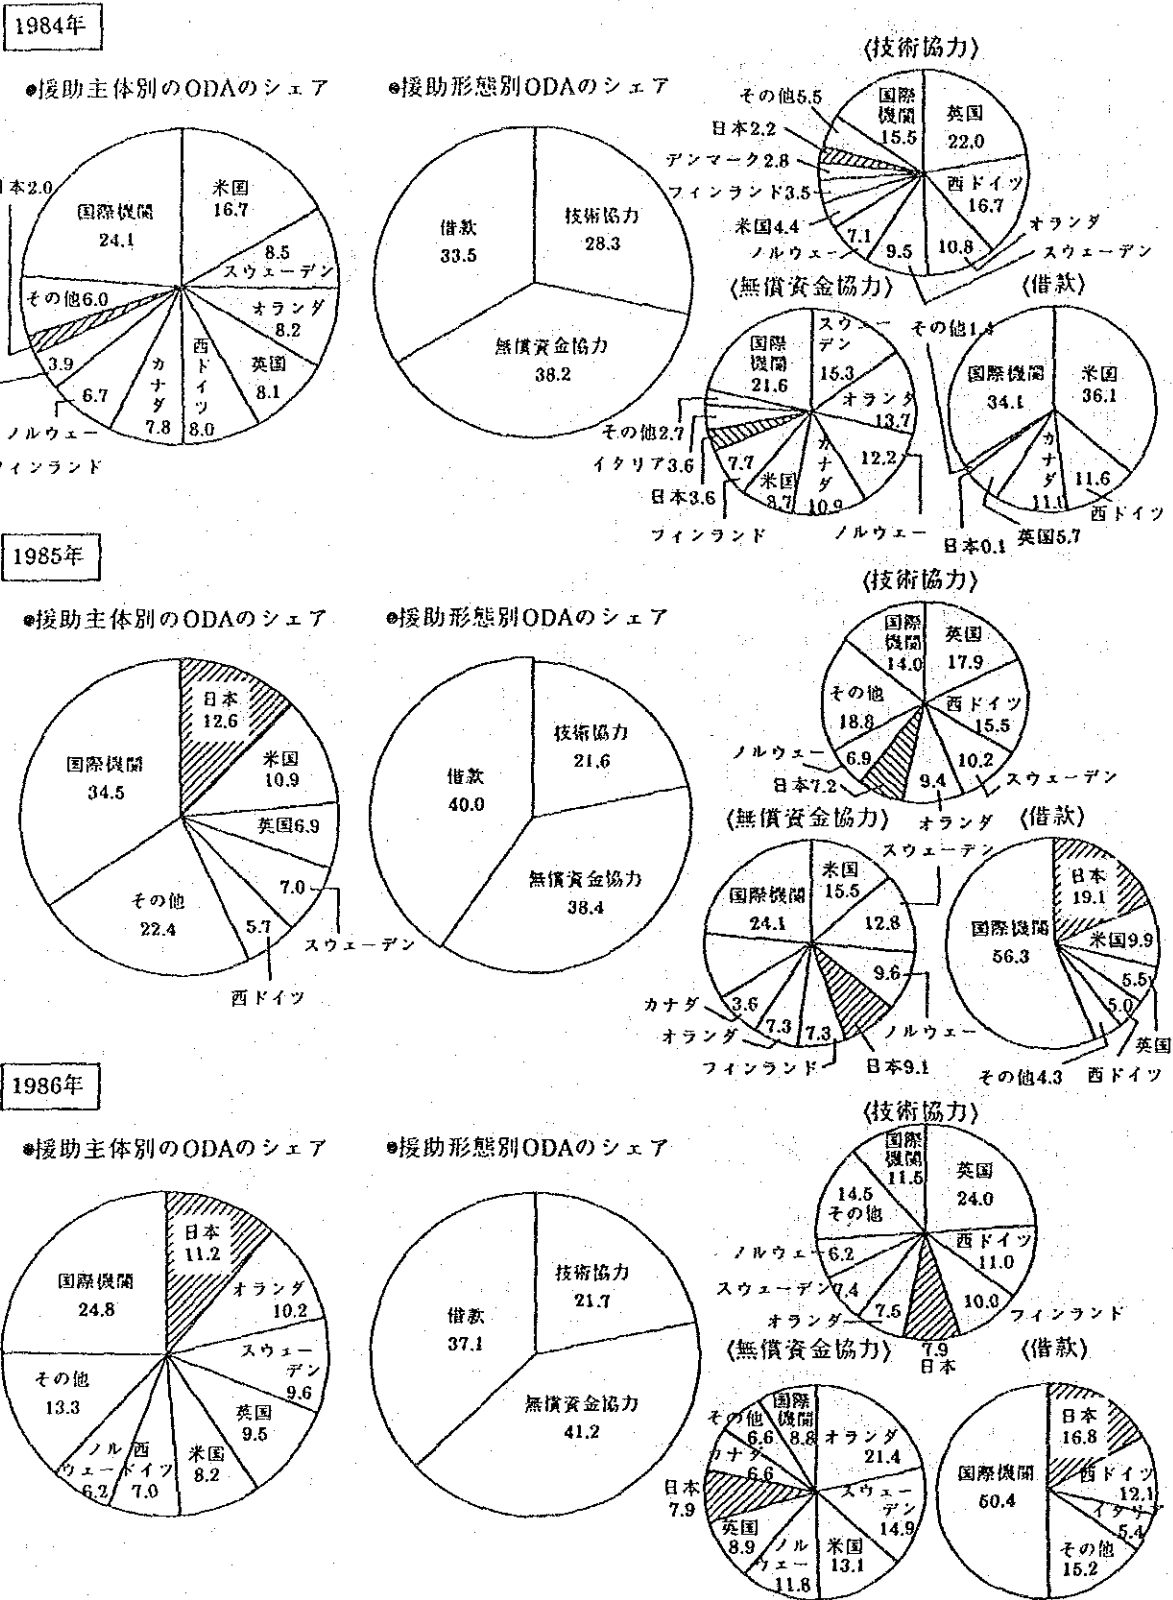 1984年
●援助主体別のODAのシェア
米国
16.7
8.5
スウェーデン
オランダ
8.2
英国
8.1
西ドイツ
8.0
カナダ
7.8
6.7
ノルウェー
3.9
フィンランド
本2.0
その他6.0
国際機関
24.1
●援助形態別ODAのシェア
技術協力
28.3
無償資金協力
38.2
借款
33.5
〈技術協力〉
英国
22.0
西ドイツ
16.7
オランダ
10.8
スウェーデン
9.5
7.1
ノルウェー
米国4.4
フィンランド3.5
デンマーク2.8
日本2.2
その他5.5
国際
機関
15.5
〈無償資金協力〉
スウェー
デン
15.3
オランダ
13.7
12.2
ノルウェー
カナダ
10.9
米国
8.7
7.7
フィンランド
日本3.6
イタリア3.6
その他2.7
国際
機関
21.6
〈借款〉
米国
36.1
11.6
西ドイツ
カナダ
11.0
英国5.7
日本0.1
その他1.4
国際機関
34.1
1985年
●援助主体別のODAのシェア
日本
12.6
米国
10.9
英国6.9
7.0
スウェーデン
5.7
西ドイツ
その他
22.4
国際機関
34.5
●援助形態別ODAのシェア
技術協力
21.6
無償資金協力
38.4
借款
40.0
〈技術協力〉
英国
17.9
西ドイツ
15.5
10.2
スウェーデン
9.4
オランダ
日本7.2
ノルウェー
6.9
その他
18.8
国際
機関
14.0
〈無償資金協力〉
米国
15.5
スウェーデン
12.8
9.6
ノルウェー
日本9.1
7.3
フィンランド
7.3
オランダ
3.6
カナダ
国際機関
24.1
〈借款〉
日本
19.1
米国9.9
5.5
英国
5.0
西ドイツ
その他4.3
国際機関
56.3
1986年
●援助主体別のODAのシェア
日本
11.2
オランダ
10.2
スウェー
デン
9.6
英国
9.5
米国
8.2
西
ドイツ
7.0
ノル
ウェー
6.2
その他
13.3
国際機関
24.8
●援助形態別ODAのシェア
技術協力
21.7
無償資金協力
41.2
借款
37.1
〈技術協力〉
英国
24.0
西ドイツ
11.0
10.0
フィンランド
7.9
日本
7.5
オランダ
スウェーデン7.4
ノルウェー6.2
14.5
その他
国際
機関
11.5
〈無償資金協力〉
オランダ
21.4
スウェー
デン
14.9
米国
13.1
ノル
ウェー
11.8
英国
8.9
日本
7.9
カナダ
6.6
その他
6.6
国際
機関
8.8
〈借款〉
日本
16.8
西ドイツ
12.1
イタリア
5.4
その他
15.2
国際機関
50.4